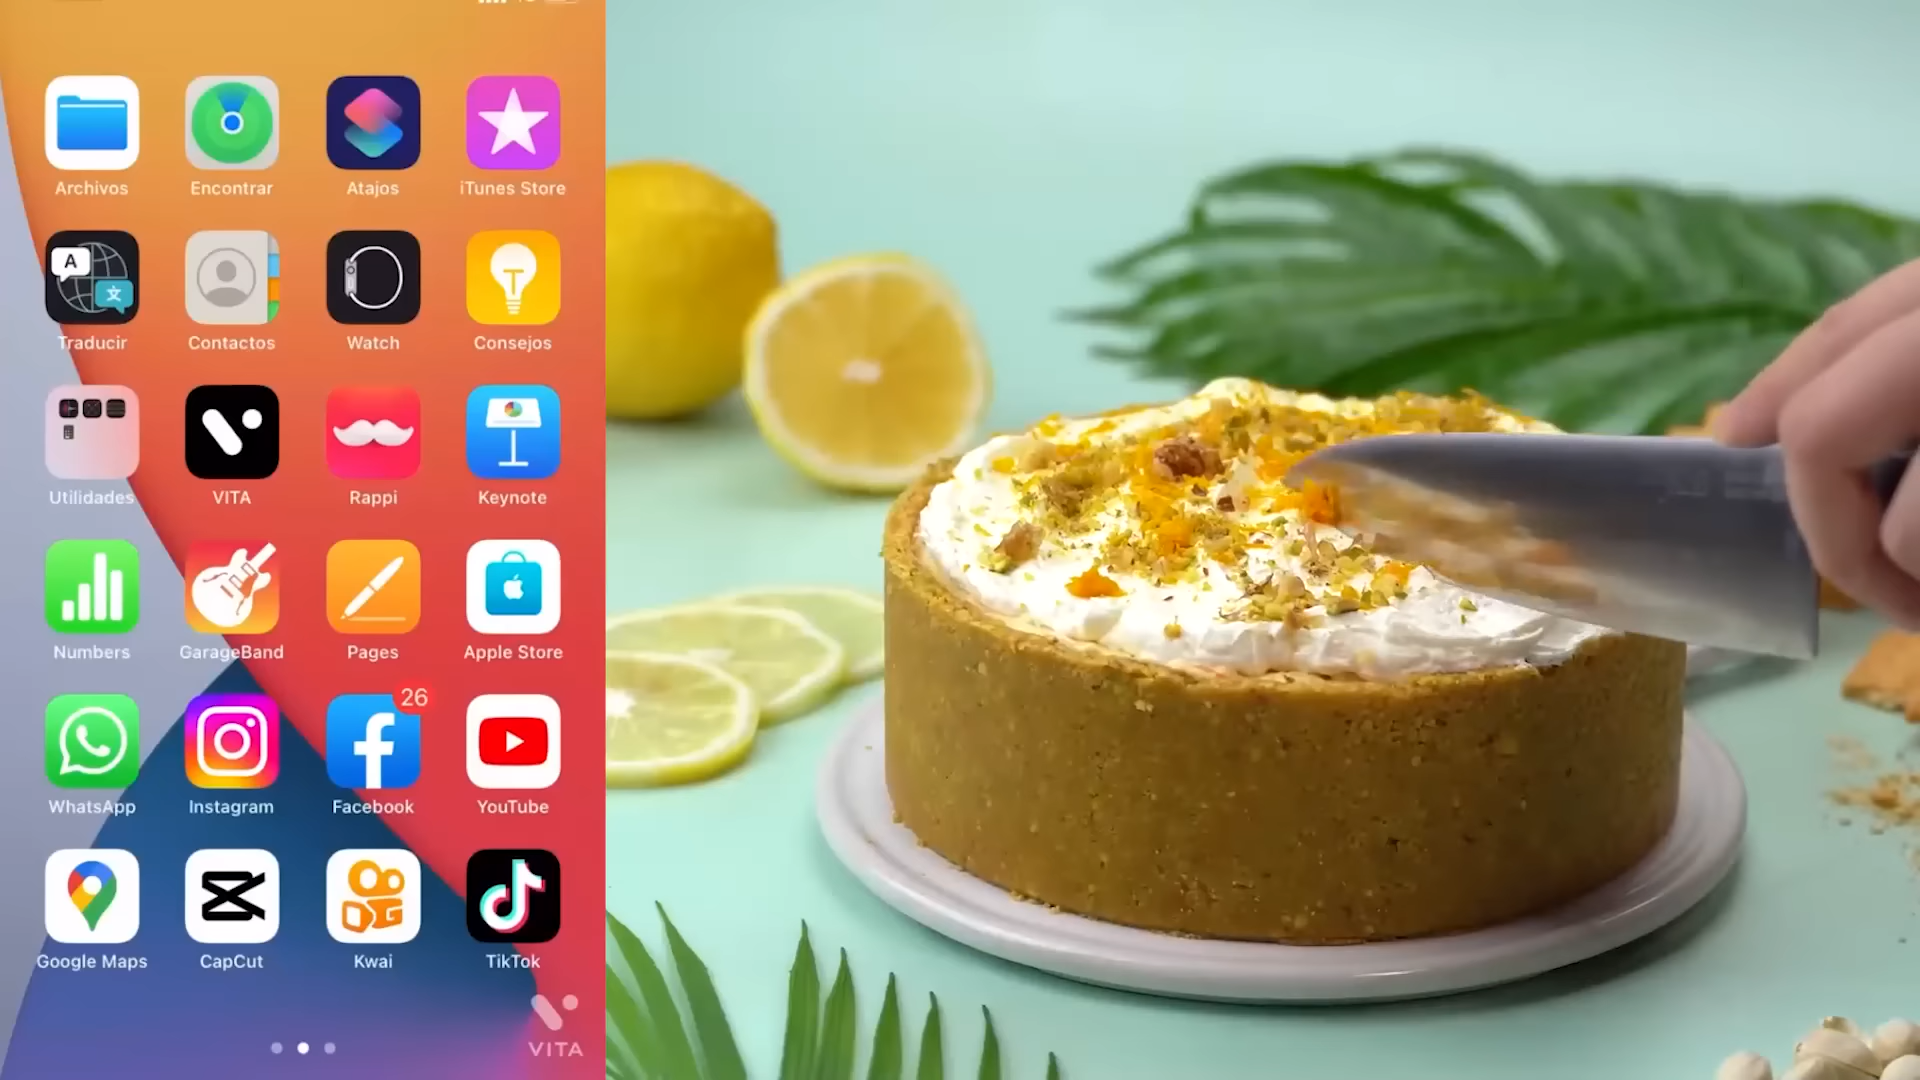 Archivos
Encontrar
Atajos
iTunes Store
A
文
Traducir
Contactos
Watch
Consejos
Utilidades
VITA
Rappi
Keynote
Numbers
GarageBand
Pages
Apple Store
26
WhatsApp
Instagram
Facebook
YouTube
Google Maps
CapCut
Kwai
TikTok
VITA